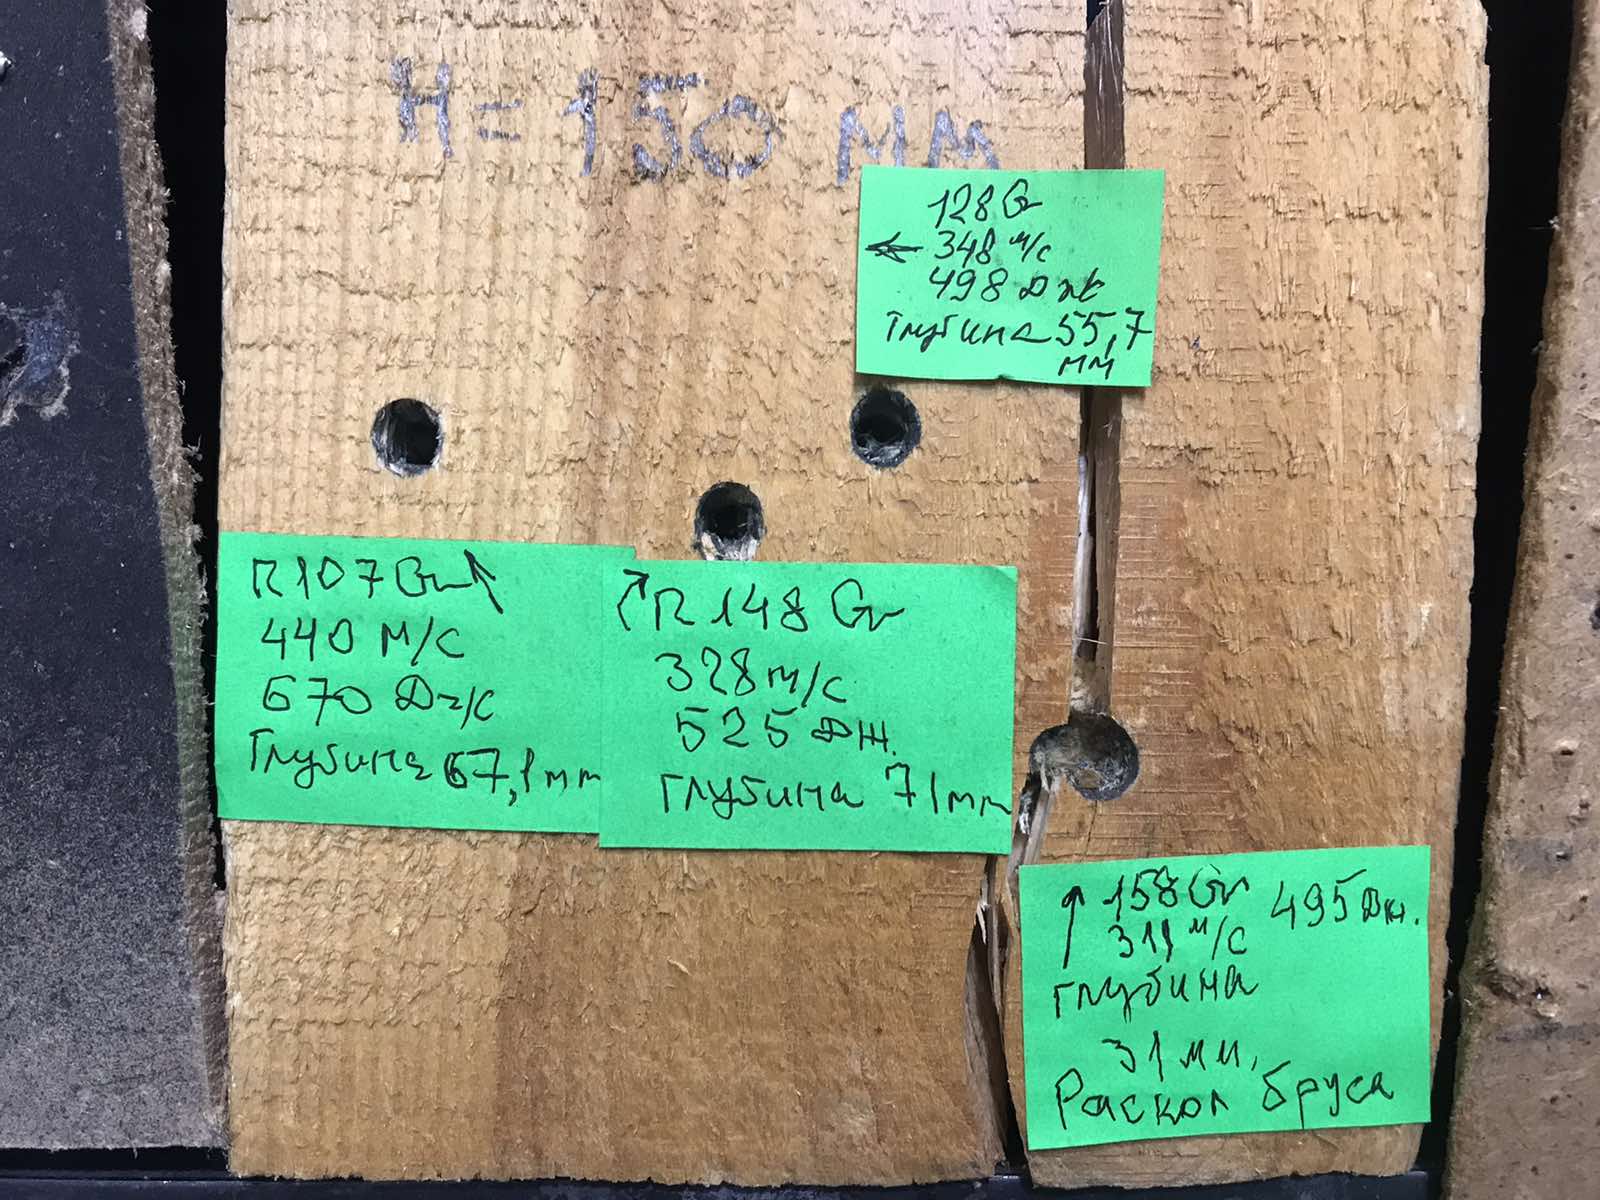 H = 150 мм
128 Gr
← 348 м/с
498 Дж
Глубина 55,7
мм
П 107 Gr ↖
440 м/с
670 Дж
Глубина 67,1 мм
↗ П 148 Gr
328 м/с
525 Дж.
глубина 71 мм
↑ 158 Gr 495 Дж.
311 м/с
глубина
31 мм.
Раскол бруса